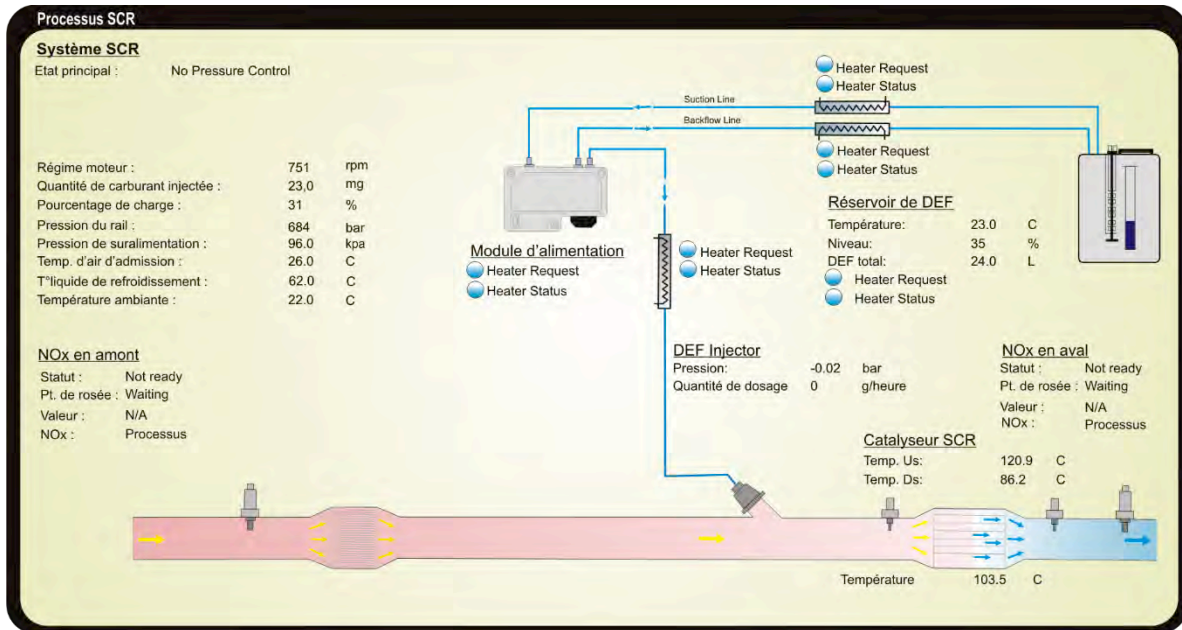 Processus SCR
Système SCR
Etat principal : No Pressure Control
Heater Request
Heater Status
Suction Line
Backflow Line
Heater Request
Heater Status
Régime moteur : 751 rpm
Quantité de carburant injectée : 23,0 mg
Pourcentage de charge : 31 %
Pression du rail : 684 bar
Pression de suralimentation : 96.0 kpa
Temp. d'air d'admission : 26.0 C
T°liquide de refroidissement : 62.0 C
Température ambiante : 22.0 C
Module d'alimentation
Heater Request
Heater Status
Heater Request
Heater Status
Réservoir de DEF
Température: 23.0 C
Niveau: 35 %
DEF total: 24.0 L
Heater Request
Heater Status
NOx en amont
Statut : Not ready
Pt. de rosée : Waiting
Valeur : N/A
NOx : Processus
DEF Injector
Pression: -0.02 bar
Quantité de dosage 0 g/heure
NOx en aval
Statut : Not ready
Pt. de rosée : Waiting
Valeur : N/A
NOx : Processus
Catalyseur SCR
Temp. Us: 120.9 C
Temp. Ds: 86.2 C
Température 103.5 C